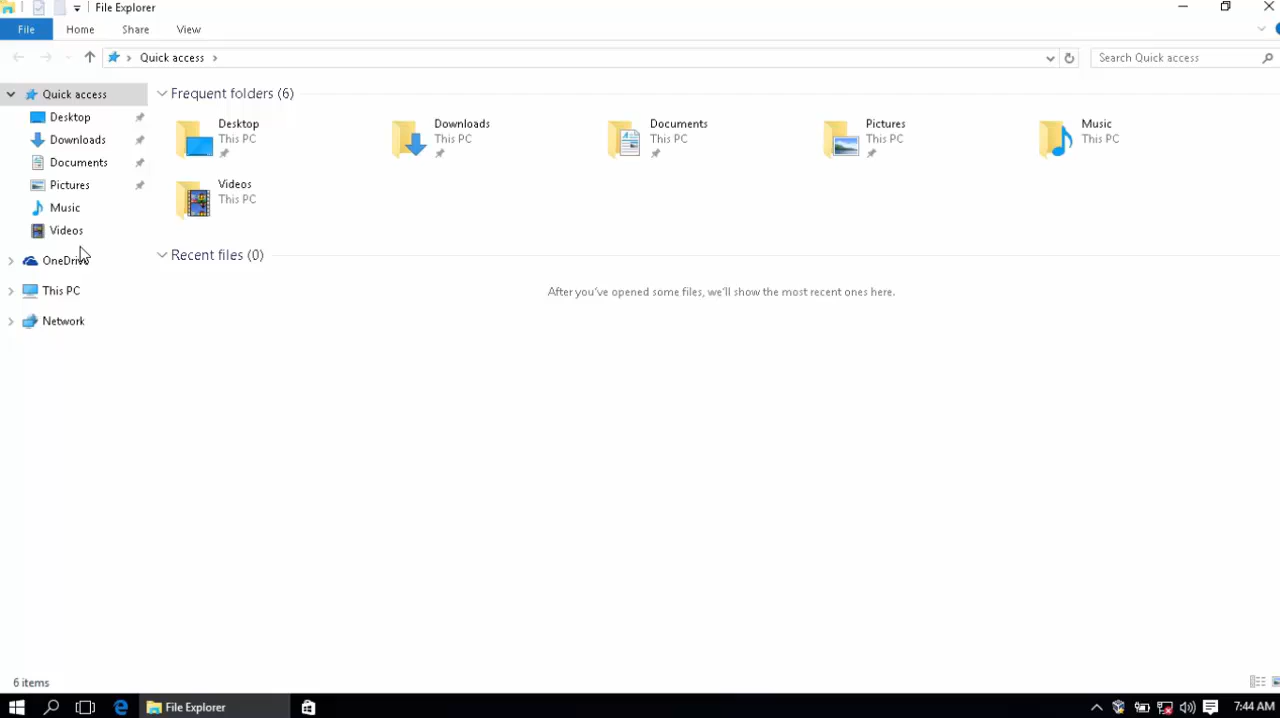 File Explorer
File Home Share View
Quick access
Search Quick access
Quick access
Desktop
Downloads
Documents
Pictures
Music
Videos
OneDrive
This PC
Network
Frequent folders (6)
Desktop
This PC
Downloads
This PC
Documents
This PC
Pictures
This PC
Music
This PC
Videos
This PC
Recent files (0)
After you've opened some files, we'll show the most recent ones here.
6 items
File Explorer
7:44 AM